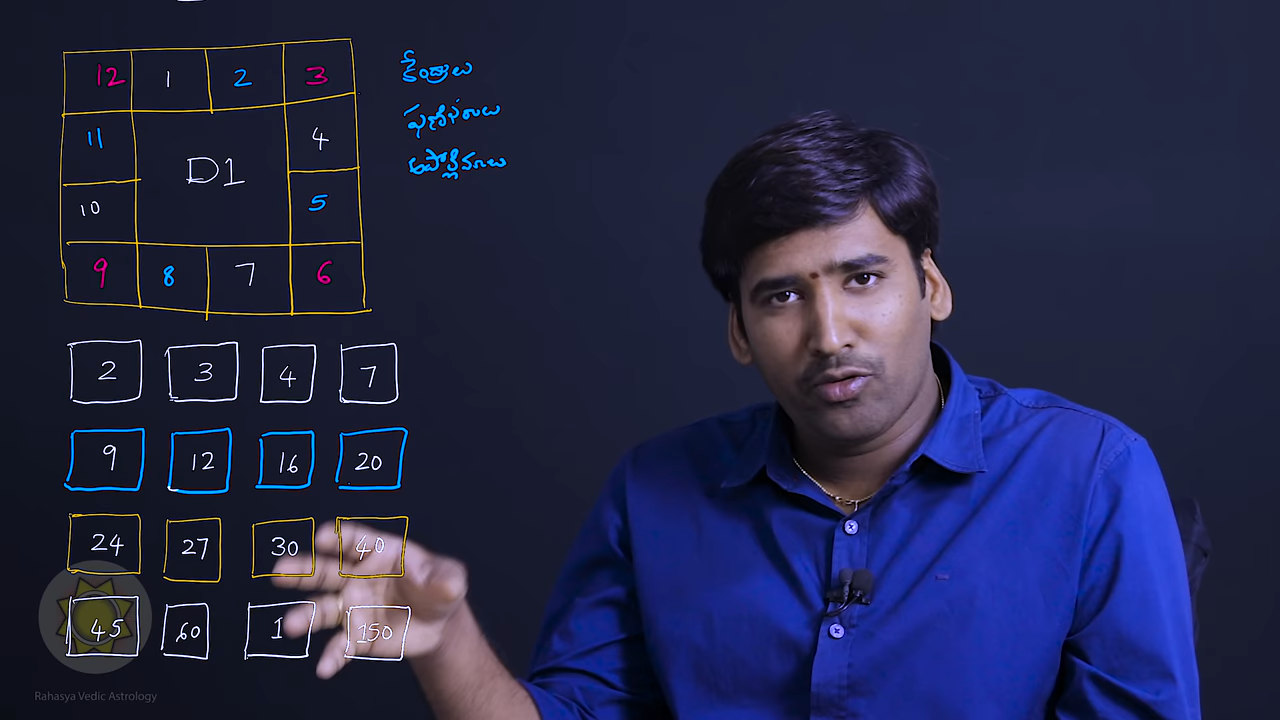 12 1 2 3
11 4
D1
10 5
9 8 7 6
కేంద్రాలు
ఫణపరాలు
ఆపోక్లిమాలు
2 3 4 7
9 12 16 20
24 27 30 40
45 60 1 150
Rahasya Vedic Astrology